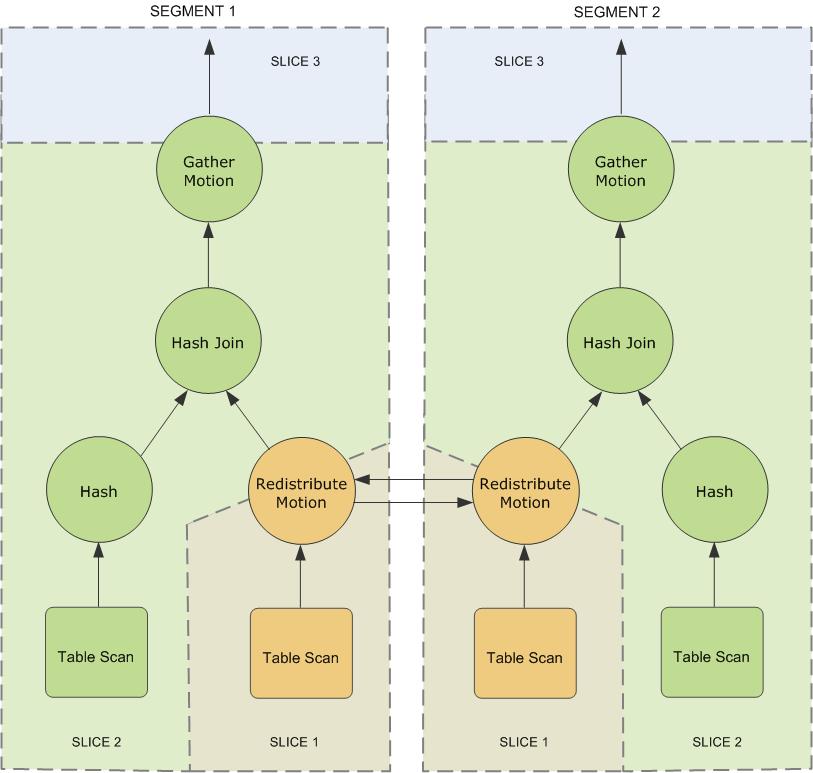 SEGMENT 1
SEGMENT 2
SLICE 3
SLICE 3
Gather
Motion
Gather
Motion
Hash Join
Hash Join
Hash
Redistribute
Motion
Redistribute
Motion
Hash
Table Scan
Table Scan
Table Scan
Table Scan
SLICE 2
SLICE 1
SLICE 1
SLICE 2